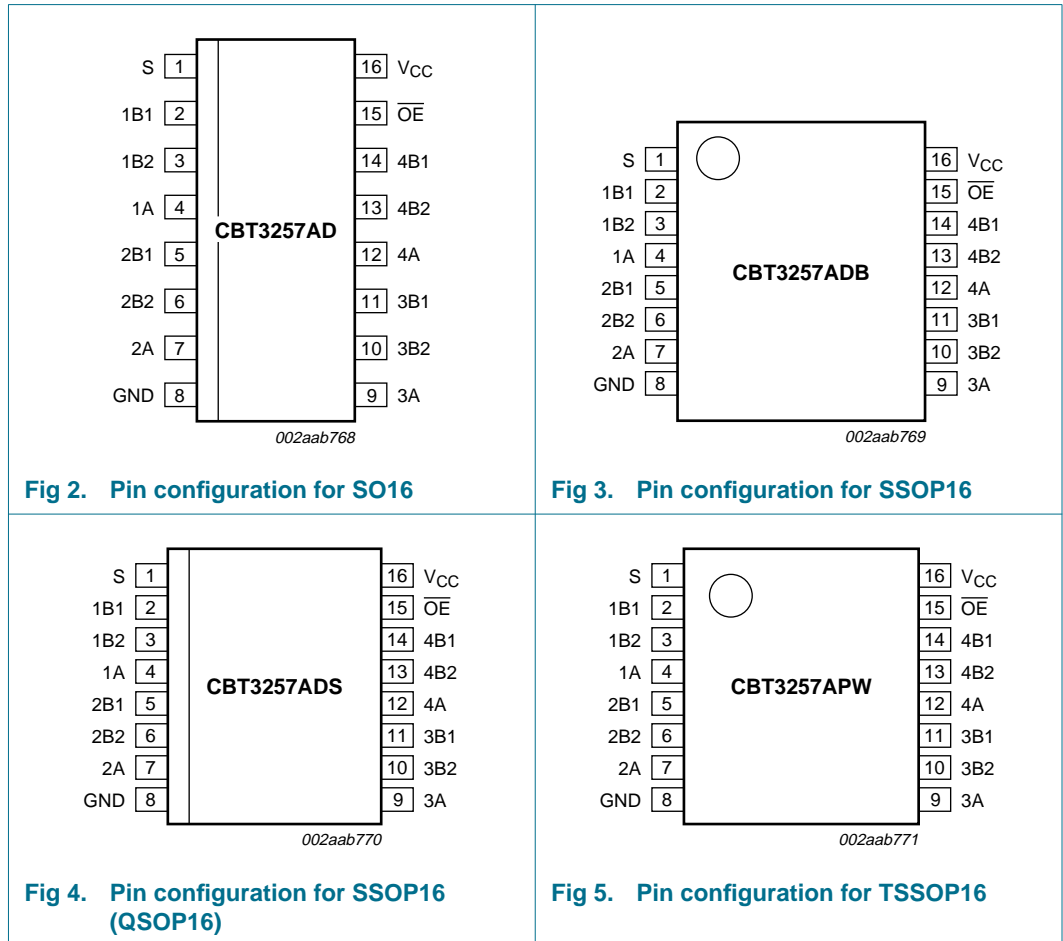 S 1 16 VCC
1B1 2 15 OE
1B2 3 14 4B1
1A 4 13 4B2
CBT3257AD
2B1 5 12 4A
2B2 6 11 3B1
2A 7 10 3B2
GND 8 9 3A
002aab768
Fig 2. Pin configuration for SO16
S 1 16 VCC
1B1 2 15 OE
1B2 3 14 4B1
1A 4 13 4B2
CBT3257ADB
2B1 5 12 4A
2B2 6 11 3B1
2A 7 10 3B2
GND 8 9 3A
002aab769
Fig 3. Pin configuration for SSOP16
S 1 16 VCC
1B1 2 15 OE
1B2 3 14 4B1
1A 4 13 4B2
CBT3257ADS
2B1 5 12 4A
2B2 6 11 3B1
2A 7 10 3B2
GND 8 9 3A
002aab770
Fig 4. Pin configuration for SSOP16
(QSOP16)
S 1 16 VCC
1B1 2 15 OE
1B2 3 14 4B1
1A 4 13 4B2
CBT3257APW
2B1 5 12 4A
2B2 6 11 3B1
2A 7 10 3B2
GND 8 9 3A
002aab771
Fig 5. Pin configuration for TSSOP16